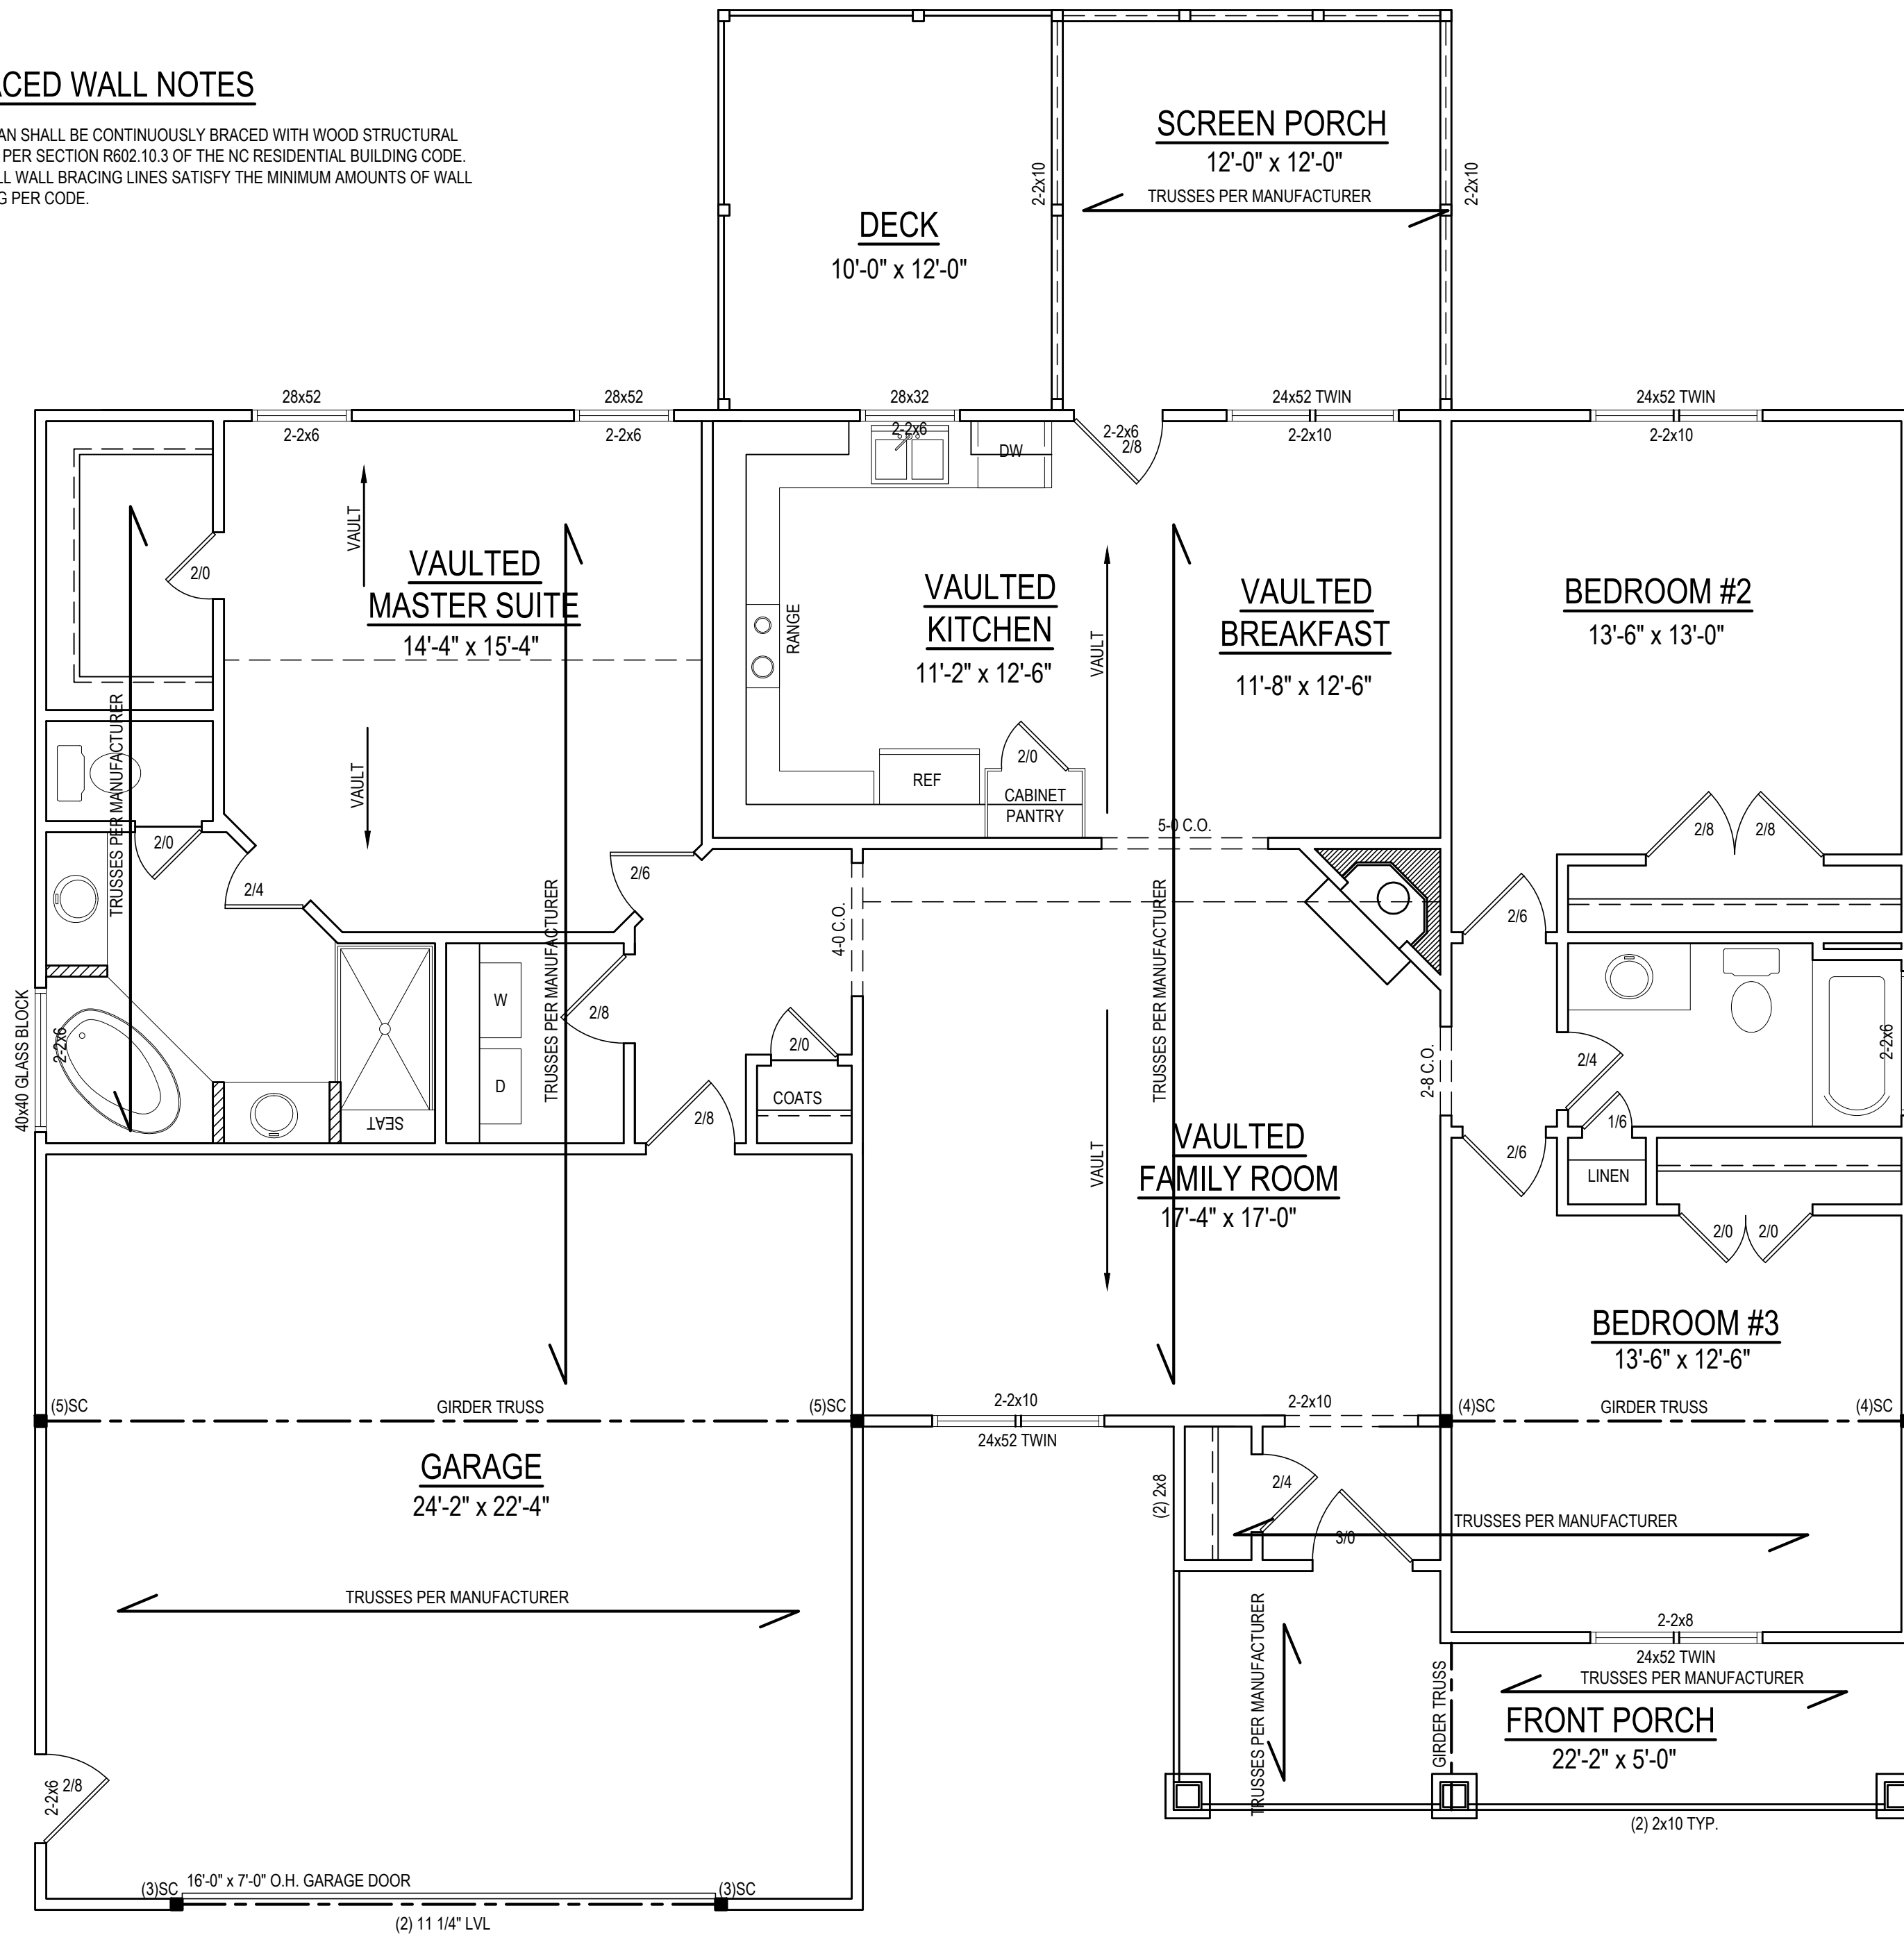 ACED WALL NOTES
AN SHALL BE CONTINUOUSLY BRACED WITH WOOD STRUCTURAL
PER SECTION R602.10.3 OF THE NC RESIDENTIAL BUILDING CODE.
LL WALL BRACING LINES SATISFY THE MINIMUM AMOUNTS OF WALL
G PER CODE.
SCREEN PORCH
12'-0" x 12'-0"
TRUSSES PER MANUFACTURER
2-2x10
2-2x10
DECK
10'-0" x 12'-0"
28x52
2-2x6
28x52
2-2x6
28x32
2-2x6
DW
2-2x6
2/8
24x52 TWIN
2-2x10
24x52 TWIN
2-2x10
VAULT
2/0
VAULTED
MASTER SUITE
14'-4" x 15'-4"
VAULT
TRUSSES PER MANUFACTURER
RANGE
VAULTED
KITCHEN
11'-2" x 12'-6"
VAULT
VAULTED
BREAKFAST
11'-8" x 12'-6"
BEDROOM #2
13'-6" x 13'-0"
2/0
REF
CABINET
PANTRY
5-0 C.O.
2/8
2/8
2/0
2/4
2/6
4-0 C.O.
TRUSSES PER MANUFACTURER
TRUSSES PER MANUFACTURER
2/6
40x40 GLASS BLOCK
2-2x6
W
D
2/8
SEAT
2/0
COATS
2/8
2-8 C.O.
2/4
2-2x6
1/6
LINEN
2/6
VAULT
VAULTED
FAMILY ROOM
17'-4" x 17'-0"
2/0
2/0
BEDROOM #3
13'-6" x 12'-6"
(5)SC
GIRDER TRUSS
(5)SC
2-2x10
24x52 TWIN
2-2x10
(4)SC
GIRDER TRUSS
(4)SC
GARAGE
24'-2" x 22'-4"
(2) 2x8
2/4
3/0
TRUSSES PER MANUFACTURER
TRUSSES PER MANUFACTURER
TRUSSES PER MANUFACTURER
2-2x8
24x52 TWIN
GIRDER TRUSS
TRUSSES PER MANUFACTURER
FRONT PORCH
22'-2" x 5'-0"
2-2x6
2/8
(2) 2x10 TYP.
(3)SC
16'-0" x 7'-0" O.H. GARAGE DOOR
(3)SC
(2) 11 1/4" LVL